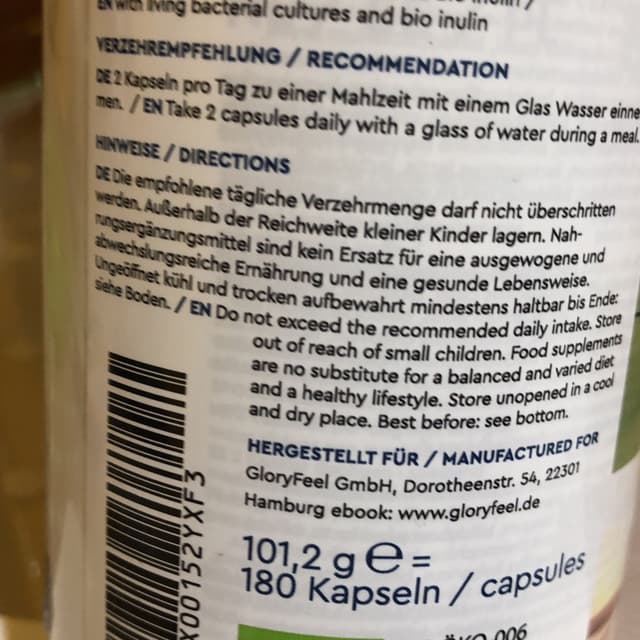 EN with living bacterial cultures and bio inulin
VERZEHREMPFEHLUNG / RECOMMENDATION
DE 2 Kapseln pro Tag zu einer Mahlzeit mit einem Glas Wasser einne
men. / EN Take 2 capsules daily with a glass of water during a meal.
HINWEISE / DIRECTIONS
DE Die empfohlene tägliche Verzehrmenge darf nicht überschritten
werden. Außerhalb der Reichweite kleiner Kinder lagern. Nah-
rungsergänzungsmittel sind kein Ersatz für eine ausgewogene und
abwechslungsreiche Ernährung und eine gesunde Lebensweise.
Ungeöffnet kühl und trocken aufbewahrt mindestens haltbar bis Ende:
siehe Boden. / EN Do not exceed the recommended daily intake. Store
out of reach of small children. Food supplements
are no substitute for a balanced and varied diet
and a healthy lifestyle. Store unopened in a cool
and dry place. Best before: see bottom.
HERGESTELLT FÜR / MANUFACTURED FOR
GloryFeel GmbH, Dorotheenstr. 54, 22301
Hamburg ebook: www.gloryfeel.de
101,2 g e =
180 Kapseln / capsules
X00152YXF3
ÖKO 006